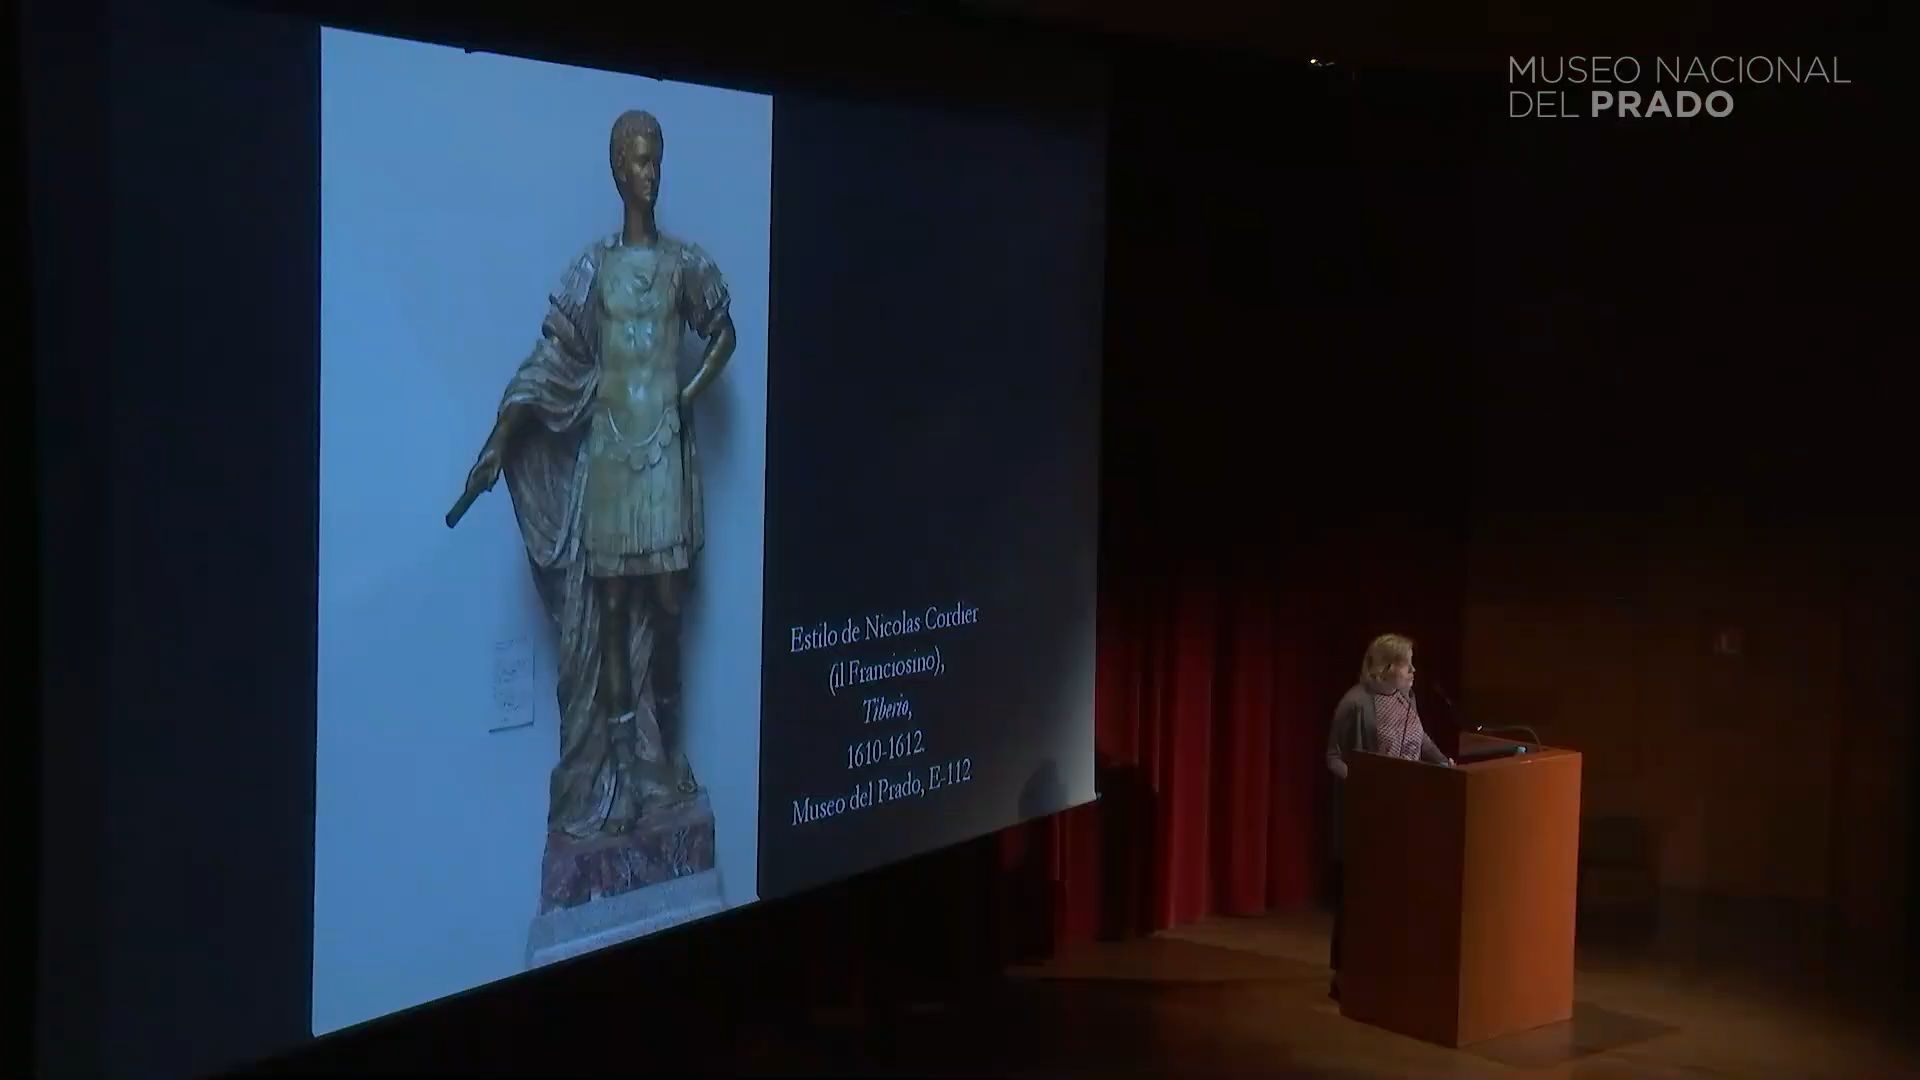 MUSEO NACIONAL
DEL PRADO
Estilo de Nicolas Cordier
(il Franciosino),
Tiberio,
1610-1612.
Museo del Prado, E-112